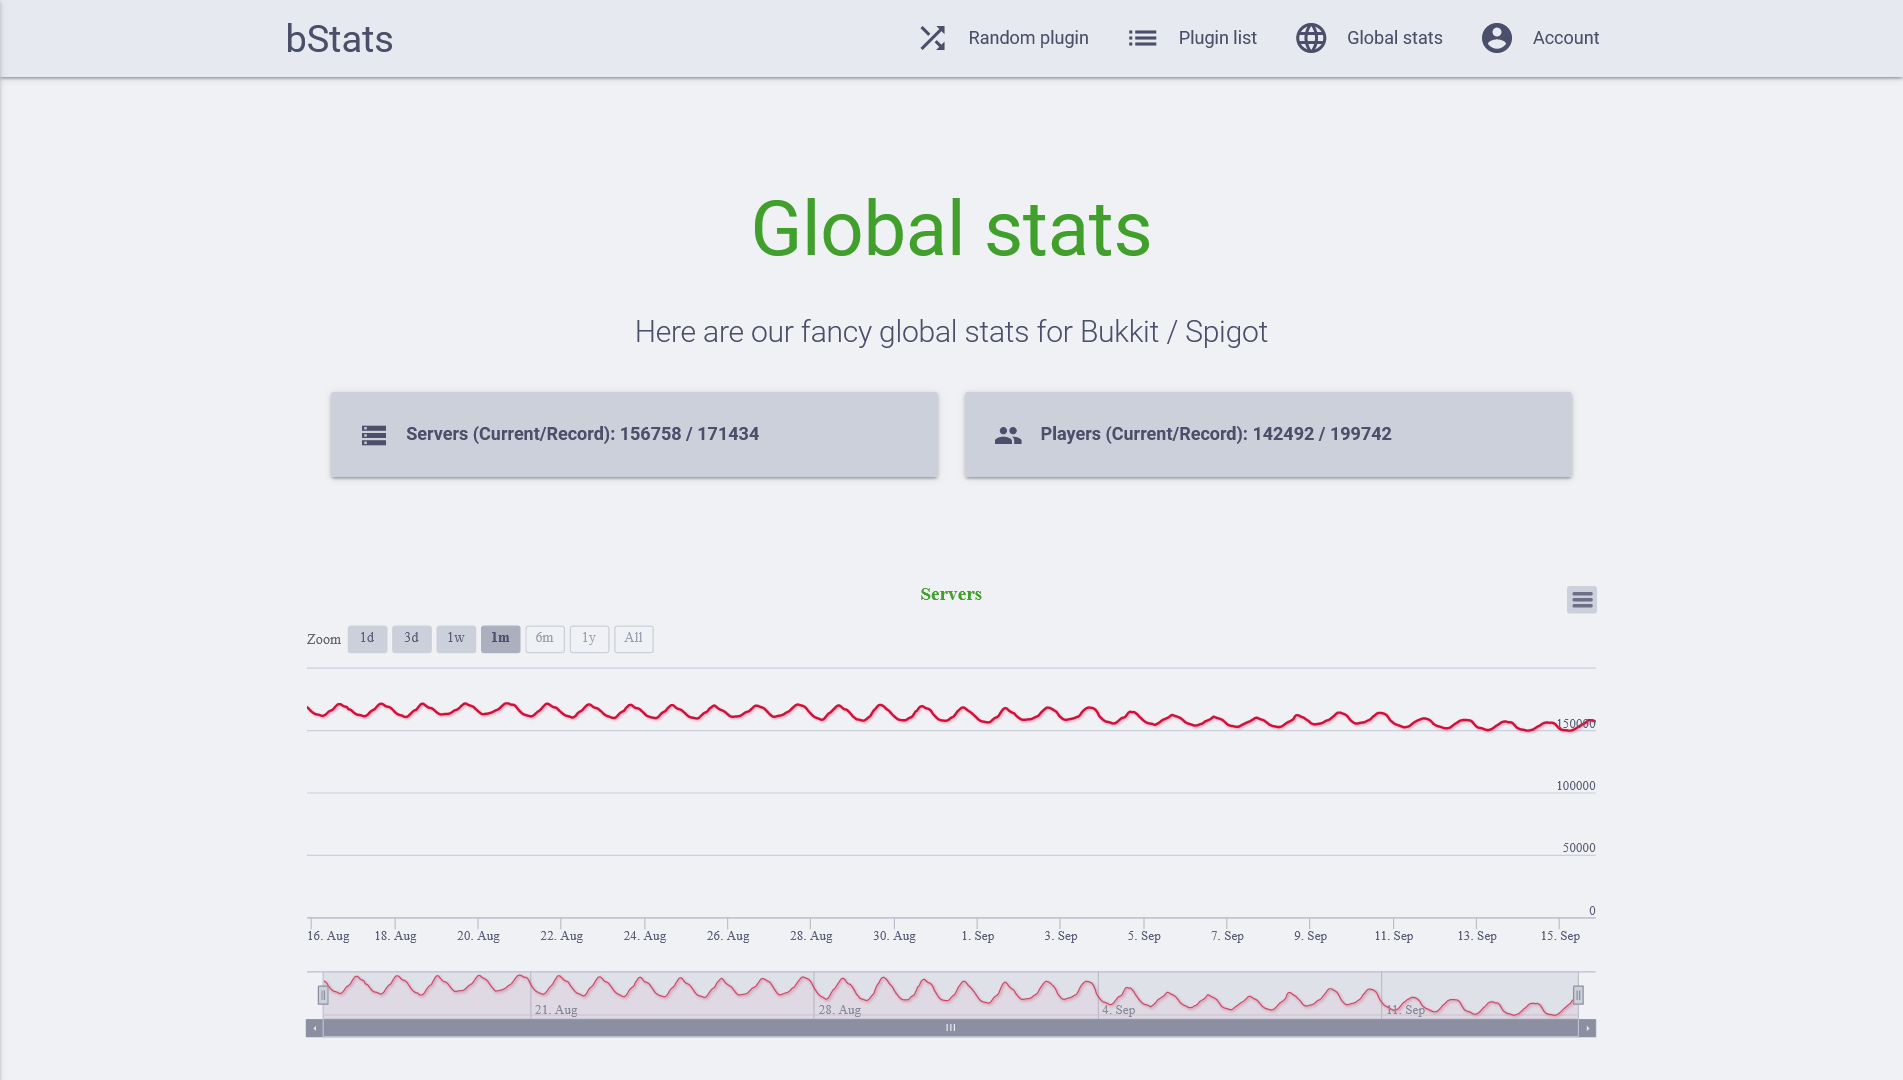 bStats
Random plugin
Plugin list
Global stats
Account
Global stats
Here are our fancy global stats for Bukkit / Spigot
Servers (Current/Record): 156758 / 171434
Players (Current/Record): 142492 / 199742
Servers
Zoom 1d 3d 1w 1m 6m 1y All
150000
100000
50000
0
16. Aug 18. Aug 20. Aug 22. Aug 24. Aug 26. Aug 28. Aug 30. Aug 1. Sep 3. Sep 5. Sep 7. Sep 9. Sep 11. Sep 13. Sep 15. Sep
21. Aug 28. Aug 4. Sep 11. Sep